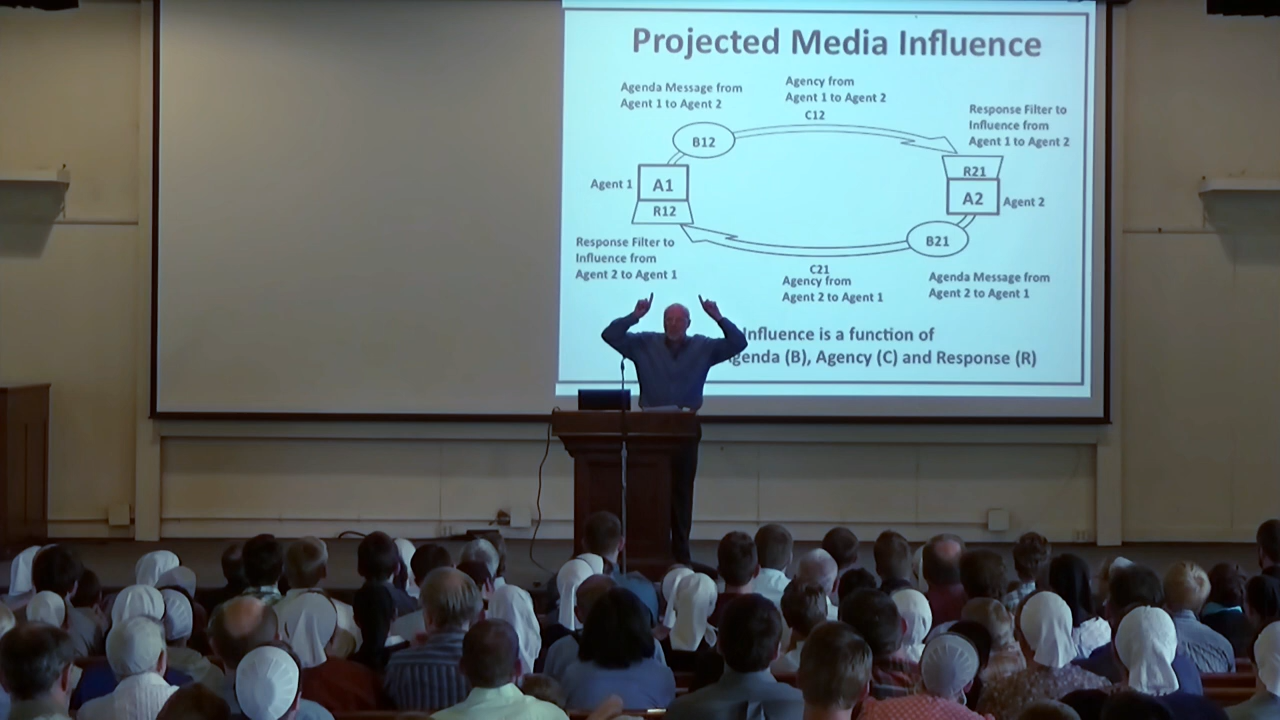 Projected Media Influence
Agenda Message from
Agent 1 to Agent 2
Agency from
Agent 1 to Agent 2
C12
Response Filter to
Influence from
Agent 1 to Agent 2
B12
R21
Agent 1
A1
A2
Agent 2
R12
B21
Response Filter to
Influence from
Agent 2 to Agent 1
C21
Agency from
Agent 2 to Agent 1
Agenda Message from
Agent 2 to Agent 1
Influence is a function of
genda (B), Agency (C) and Response (R)